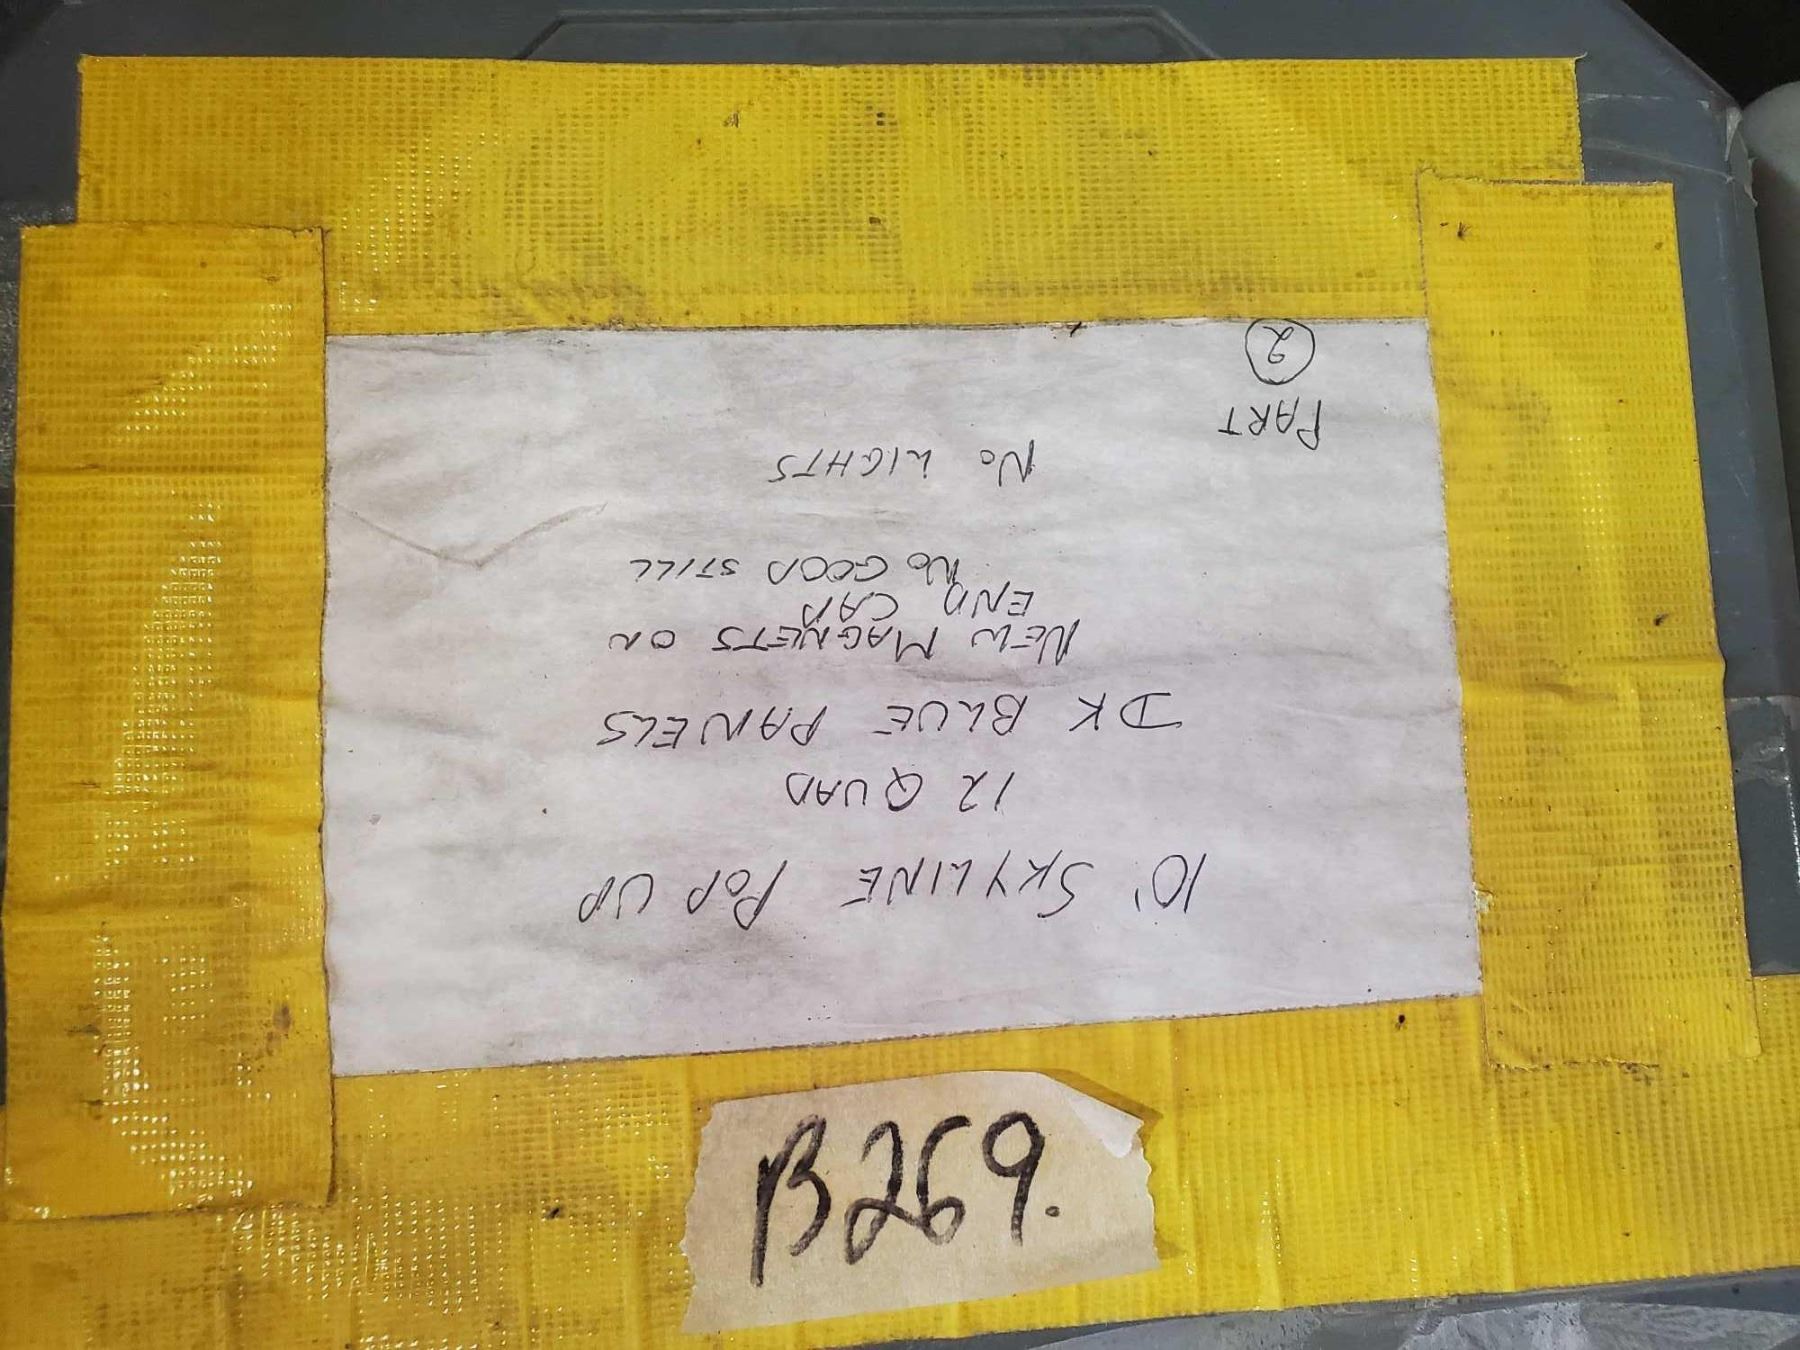 10' SKYLINE POP UP
12 QUAD
DK BLUE PANELS
NEW MAGNETS ON
END CAP
NO GOOD STILL
NO LIGHTS
PART
2
B269.